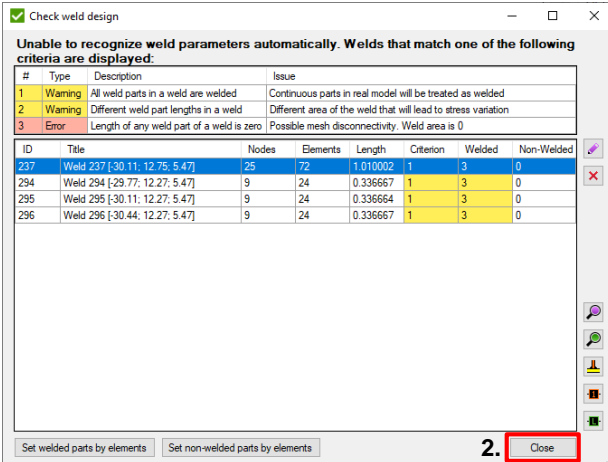 Check weld design
Unable to recognize weld parameters automatically. Welds that match one of the following
criteria are displayed:
# Type Description Issue
1 Warning All weld parts in a weld are welded Continuous parts in real model will be treated as welded
2 Warning Different weld part lengths in a weld Different area of the weld that will lead to stress variation
3 Error Length of any weld part of a weld is zero Possible mesh disconnectivity. Weld area is 0
ID Title Nodes Elements Length Criterion Welded Non-Welded
237 Weld 237 [-30.11; 12.75; 5.47] 25 72 1.010002 1 3 0
294 Weld 294 [-29.77; 12.27; 5.47] 9 24 0.336667 1 3 0
295 Weld 295 [-30.11; 12.27; 5.47] 9 24 0.336664 1 3 0
296 Weld 296 [-30.44; 12.27; 5.47] 9 24 0.336667 1 3 0
Set welded parts by elements Set non-welded parts by elements 2. Close